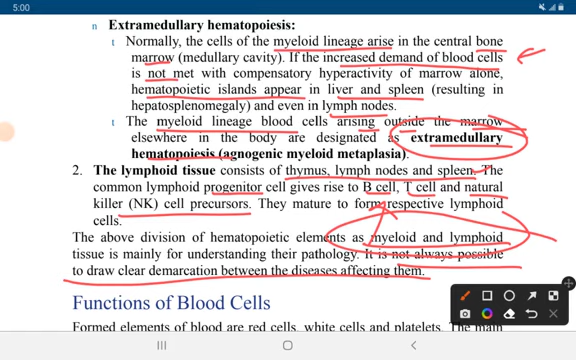 5:00
n Extramedullary hematopoiesis:
t Normally, the cells of the myeloid lineage arise in the central bone
marrow (medullary cavity). If the increased demand of blood cells
is not met with compensatory hyperactivity of marrow alone,
hematopoietic islands appear in liver and spleen (resulting in
hepatosplenomegaly) and even in lymph nodes.
t The myeloid lineage blood cells arising outside the marrow
elsewhere in the body are designated as extramedullary
hematopoiesis (agnogenic myeloid metaplasia).
2. The lymphoid tissue consists of thymus, lymph nodes and spleen. The
common lymphoid progenitor cell gives rise to B cell, T cell and natural
killer (NK) cell precursors. They mature to form respective lymphoid
cells.
The above division of hematopoietic elements as myeloid and lymphoid
tissue is mainly for understanding their pathology. It is not always possible
to draw clear demarcation between the diseases affecting them.
Functions of Blood Cells
Formed elements of blood are red cells, white cells and platelets. The main